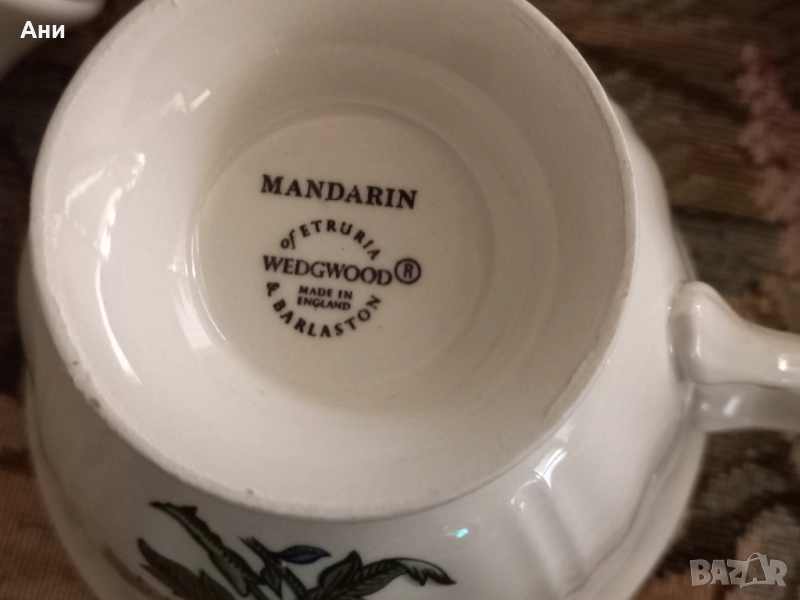 Ани
MANDARIN
of ETRURIA
WEDGWOOD®
MADE IN
ENGLAND
& BARLASTON
BAZAR